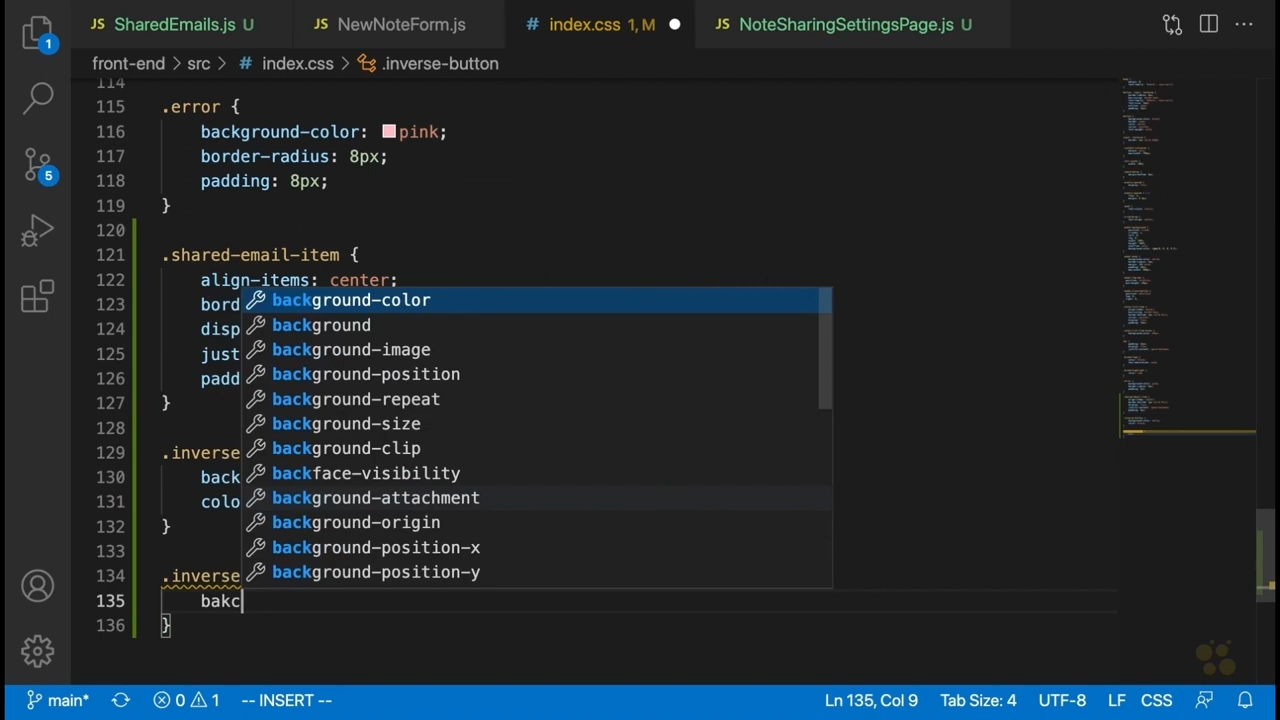 JS SharedEmails.js U JS NewNoteForm.js # index.css 1, M JS NoteSharingSettingsPage.js U
front-end > src > # index.css > .inverse-button
114
115 .error {
116 background-color: pink;
117 border-radius: 8px;
118 padding: 8px;
119 }
120
121 .shared-email-item {
122 align-items: center;
123 bord
124 disp
125 just
126 padd
127 }
128
129 .inverse
130 back
131 colo
132 }
133
134 .inverse
135 bakc
136 }
background-color
background
background-image
background-position
background-repeat
background-size
background-clip
backface-visibility
background-attachment
background-origin
background-position-x
background-position-y
1
5
main* 0 1 -- INSERT -- Ln 135, Col 9 Tab Size: 4 UTF-8 LF CSS